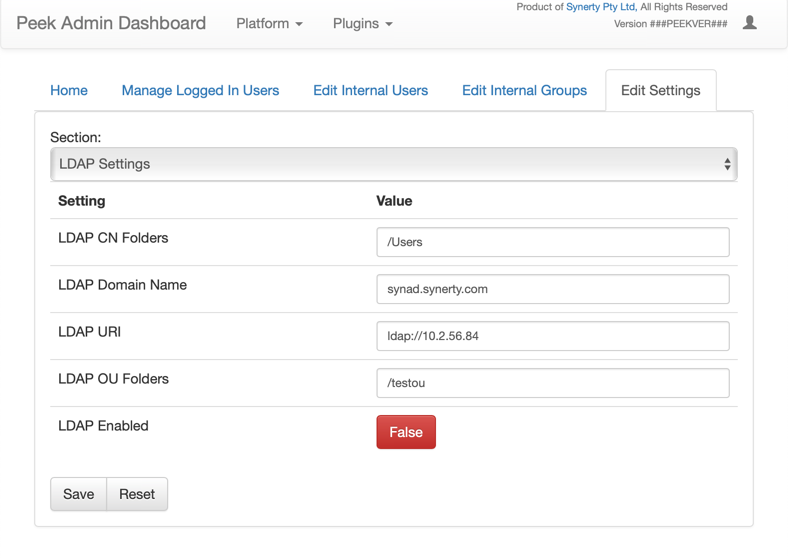 Product of Synerty Pty Ltd, All Rights Reserved
Peek Admin Dashboard Platform Plugins
Version ###PEEKVER###
Home Manage Logged In Users Edit Internal Users Edit Internal Groups Edit Settings
Section:
LDAP Settings
Setting Value
LDAP CN Folders /Users
LDAP Domain Name synad.synerty.com
LDAP URI ldap://10.2.56.84
LDAP OU Folders /testou
LDAP Enabled False
Save Reset